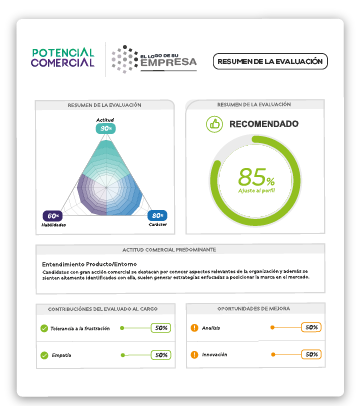 POTENCIAL
COMERCIAL
EL LOGO DE SU
EMPRESA
RESUMEN DE LA EVALUACIÓN
RESUMEN DE LA EVALUACIÓN
Actitud
90%
60%
Habilidades
80%
Carácter
RESUMEN DE LA EVALUACIÓN
RECOMENDADO
85%
Ajuste al perfil
ACTITUD COMERCIAL PREDOMINANTE
Entendimiento Producto/Entorno
Candidatos con gran acción comercial se destacan por conocer aspectos relevantes de la organización y además se
sienten altamente identificados con ella, suelen generar estrategias enfocadas a posicionar la marca en el mercado.
CONTRIBUCIÓNES DEL EVALUADO AL CARGO
Tolerancia a la frustración 50%
Empatía 50%
OPORTUNIDADES DE MEJORA
Analísis 50%
Innovación 50%